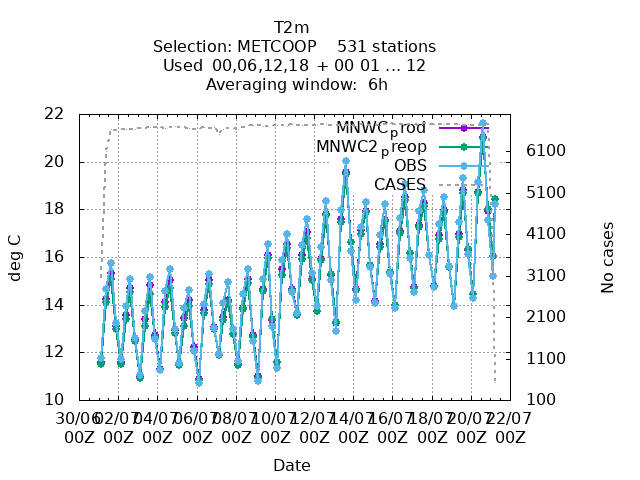 T2m
Selection: METCOOP 531 stations
Used 00,06,12,18 + 00 01 ... 12
Averaging window: 6h
MNWC_prod
MNWC2_preop
OBS
CASES
deg C
22
20
18
16
14
12
10
No cases
6100
5100
4100
3100
2100
1100
100
30/06 02/07 04/07 06/07 08/07 10/07 12/07 14/07 16/07 18/07 20/07 22/07
00Z 00Z 00Z 00Z 00Z 00Z 00Z 00Z 00Z 00Z 00Z 00Z
Date